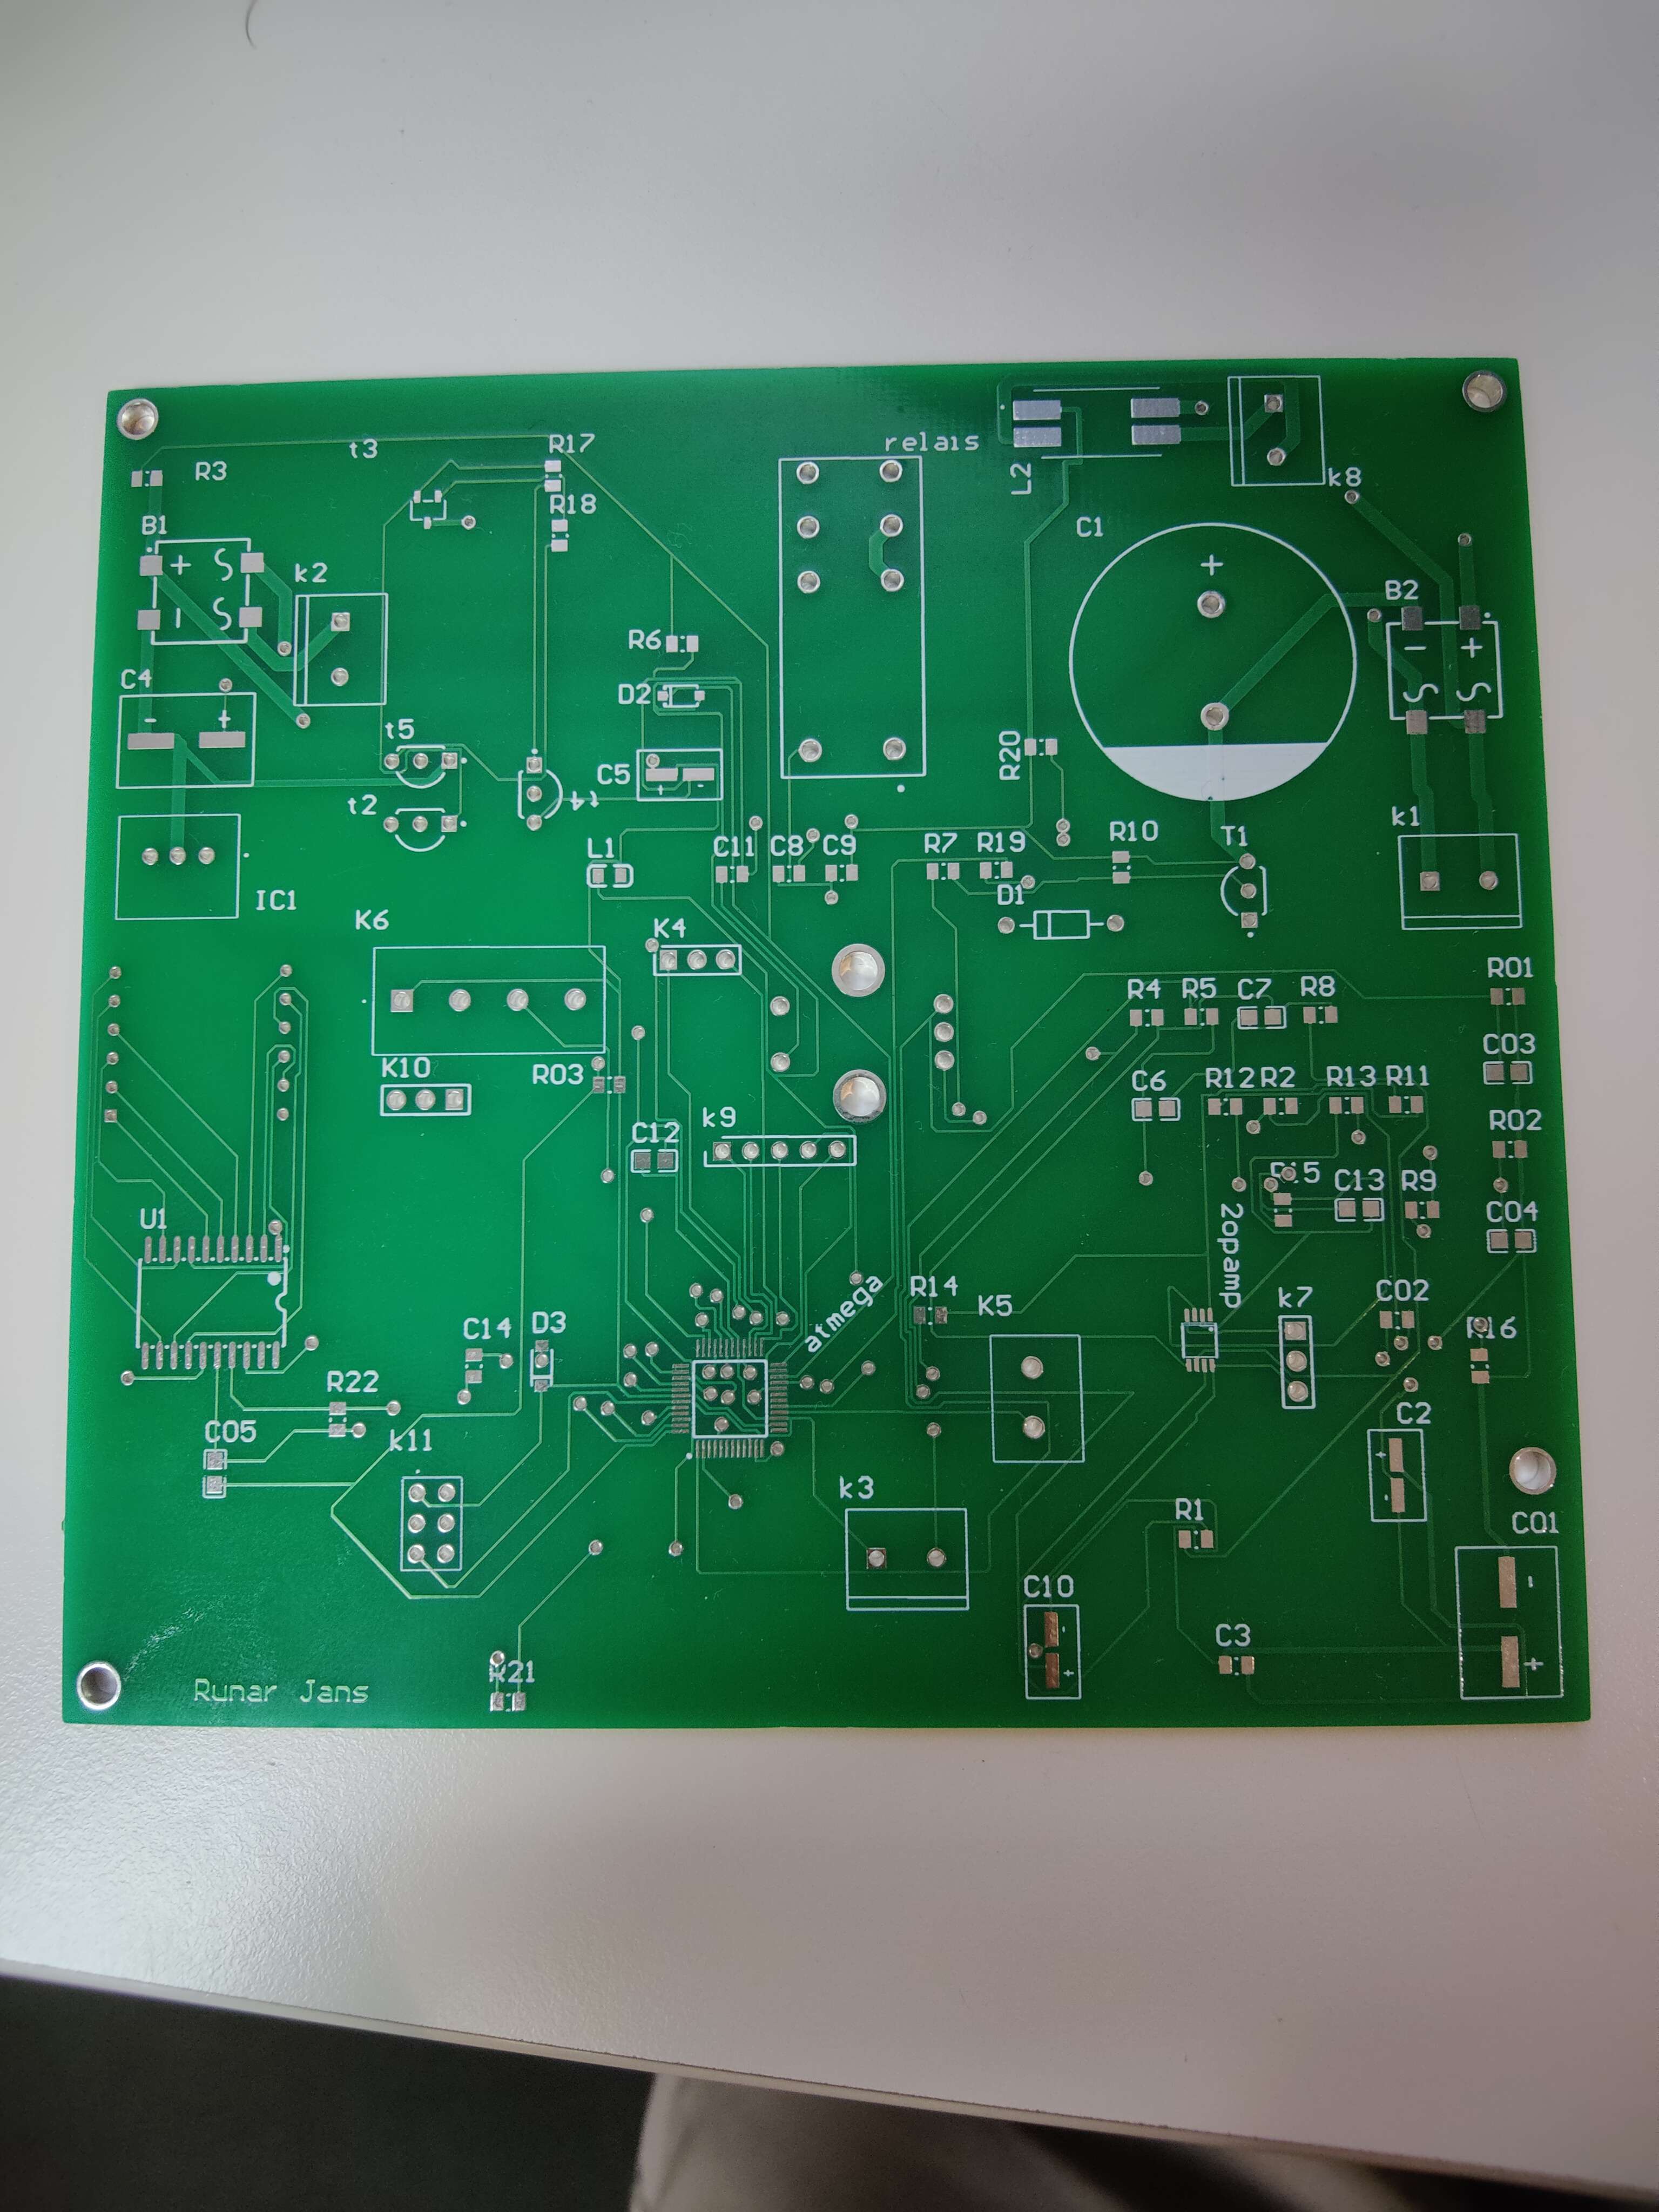 relais
L2
k8
t3
R17
R3
R18
C1
B1
+ S
- S
k2
+
B2
- +
S S
R6
C4
- +
D2
t5
R20
C5
+ -
t2
t4
k1
R10
T1
L1
C11
C8
C9
R7
R19
D1
IC1
K6
K4
R01
R4
R5
C7
R8
K10
R03
C03
C6
R12
R2
R13
R11
k9
C12
R02
R15
C13
R9
2opamp
C04
U1
atmega
R14
K5
k7
C02
R16
C14
D3
R22
C2
+
-
C05
k11
k3
R1
C01
-
+
C10
-
+
C3
R21
Runar Jans